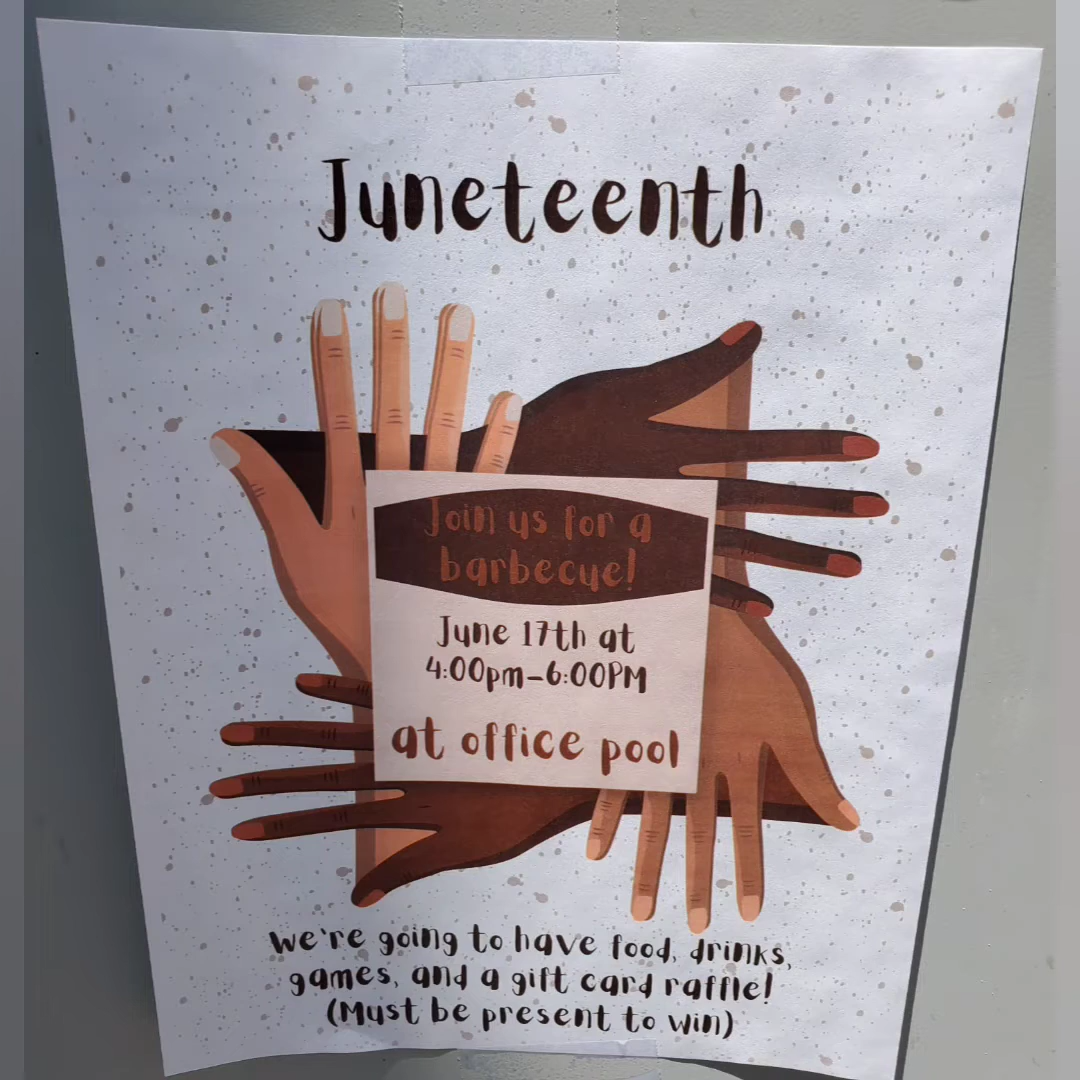 Juneteenth
Join us for a
barbecue!
June 17th at
4:00pm-6:00PM
at office pool
We're going to have food, drinks,
games, and a gift card raffle!
(Must be present to win)